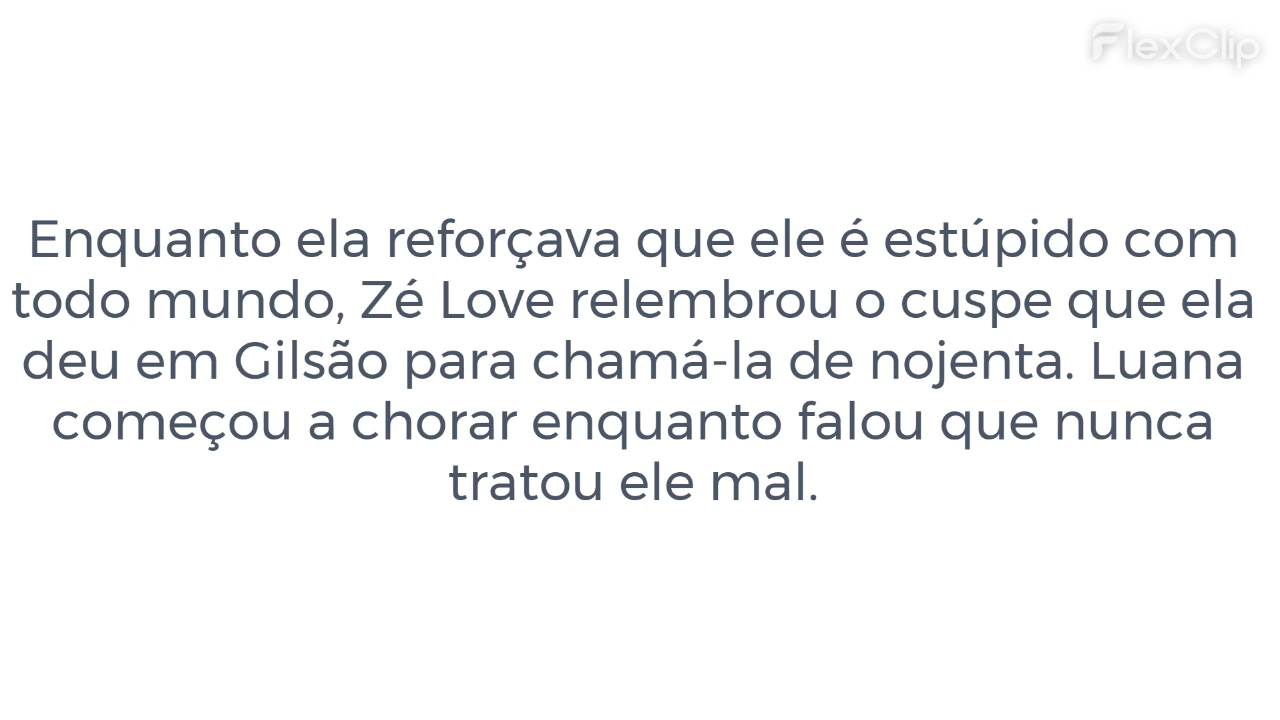 FlexClip
Enquanto ela reforçava que ele é estúpido com
todo mundo, Zé Love relembrou o cuspe que ela
deu em Gilsão para chamá-la de nojenta. Luana
começou a chorar enquanto falou que nunca
tratou ele mal.